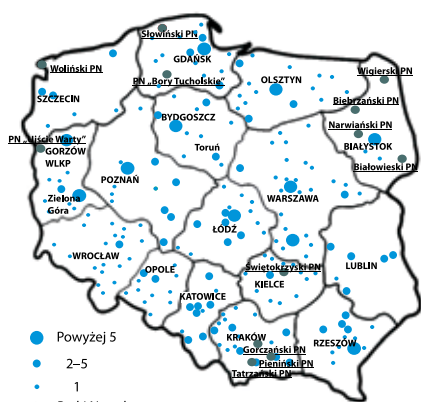 Słowiński PN
GDAŃSK
Woliński PN
PN „Bory Tucholskie”
OLSZTYN
Wigierski PN
SZCZECIN
Biebrzański PN
BYDGOSZCZ
Narwiański PN
PN „Ujście Warty”
GORZÓW
WLKP
Toruń
BIAŁYSTOK
Białowieski PN
POZNAŃ
Zielona
Góra
WARSZAWA
ŁÓDŹ
WROCŁAW
OPOLE
Świętokrzyski PN
LUBLIN
KATOWICE
KIELCE
Powyżej 5
KRAKÓW
RZESZÓW
Gorczański PN
2–5
Pieniński PN
Tatrzański PN
1